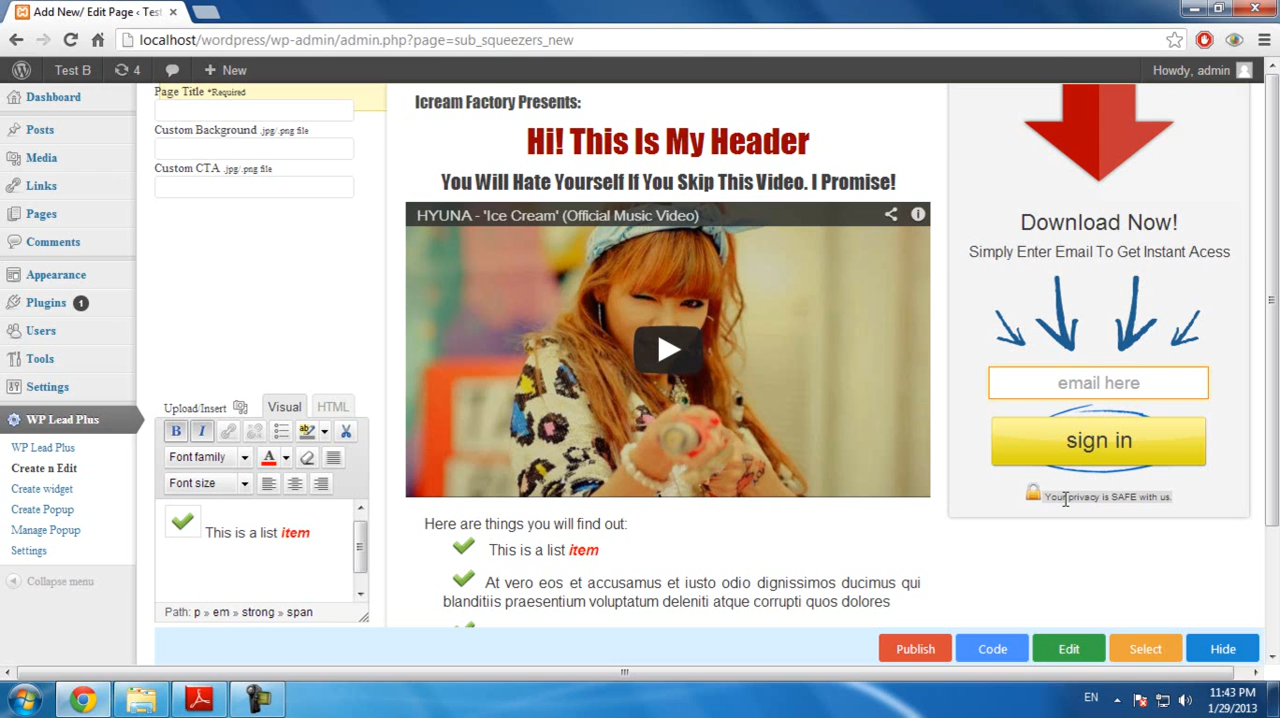 Add New/ Edit Page ‹ Test
localhost/wordpress/wp-admin/admin.php?page=sub_squeezers_new
Test B
4
New
Howdy, admin
Dashboard
Posts
Media
Links
Pages
Comments
Appearance
Plugins 1
Users
Tools
Settings
WP Lead Plus
WP Lead Plus
Create n Edit
Create widget
Create Popup
Manage Popup
Settings
Collapse menu
Page Title *Required
Custom Background .jpg/.png file
Custom CTA .jpg/.png file
Upload/Insert
Visual
HTML
B I
ab
Font family
A
Font size
This is a list item
Path: p » em » strong » span
Icream Factory Presents:
Hi! This Is My Header
You Will Hate Yourself If You Skip This Video. I Promise!
HYUNA - 'Ice Cream' (Official Music Video)
Here are things you will find out:
This is a list item
At vero eos et accusamus et iusto odio dignissimos ducimus qui
blanditiis praesentium voluptatum deleniti atque corrupti quos dolores
Download Now!
Simply Enter Email To Get Instant Acess
email here
sign in
Your privacy is SAFE with us.
Publish
Code
Edit
Select
Hide
EN
11:43 PM
1/29/2013